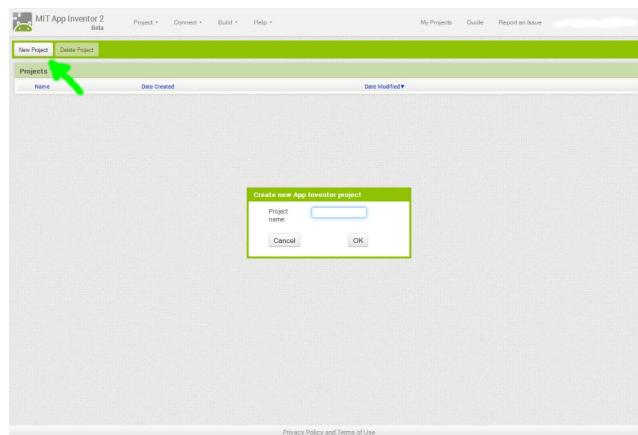 MIT App Inventor 2
Beta
Project Connect Build Help My Projects Guide Report an Issue
New Project Delete Project
Projects
Name Date Created Date Modified▼
Create new App Inventor project
Project
name:
Cancel OK
Privacy Policy and Terms of Use